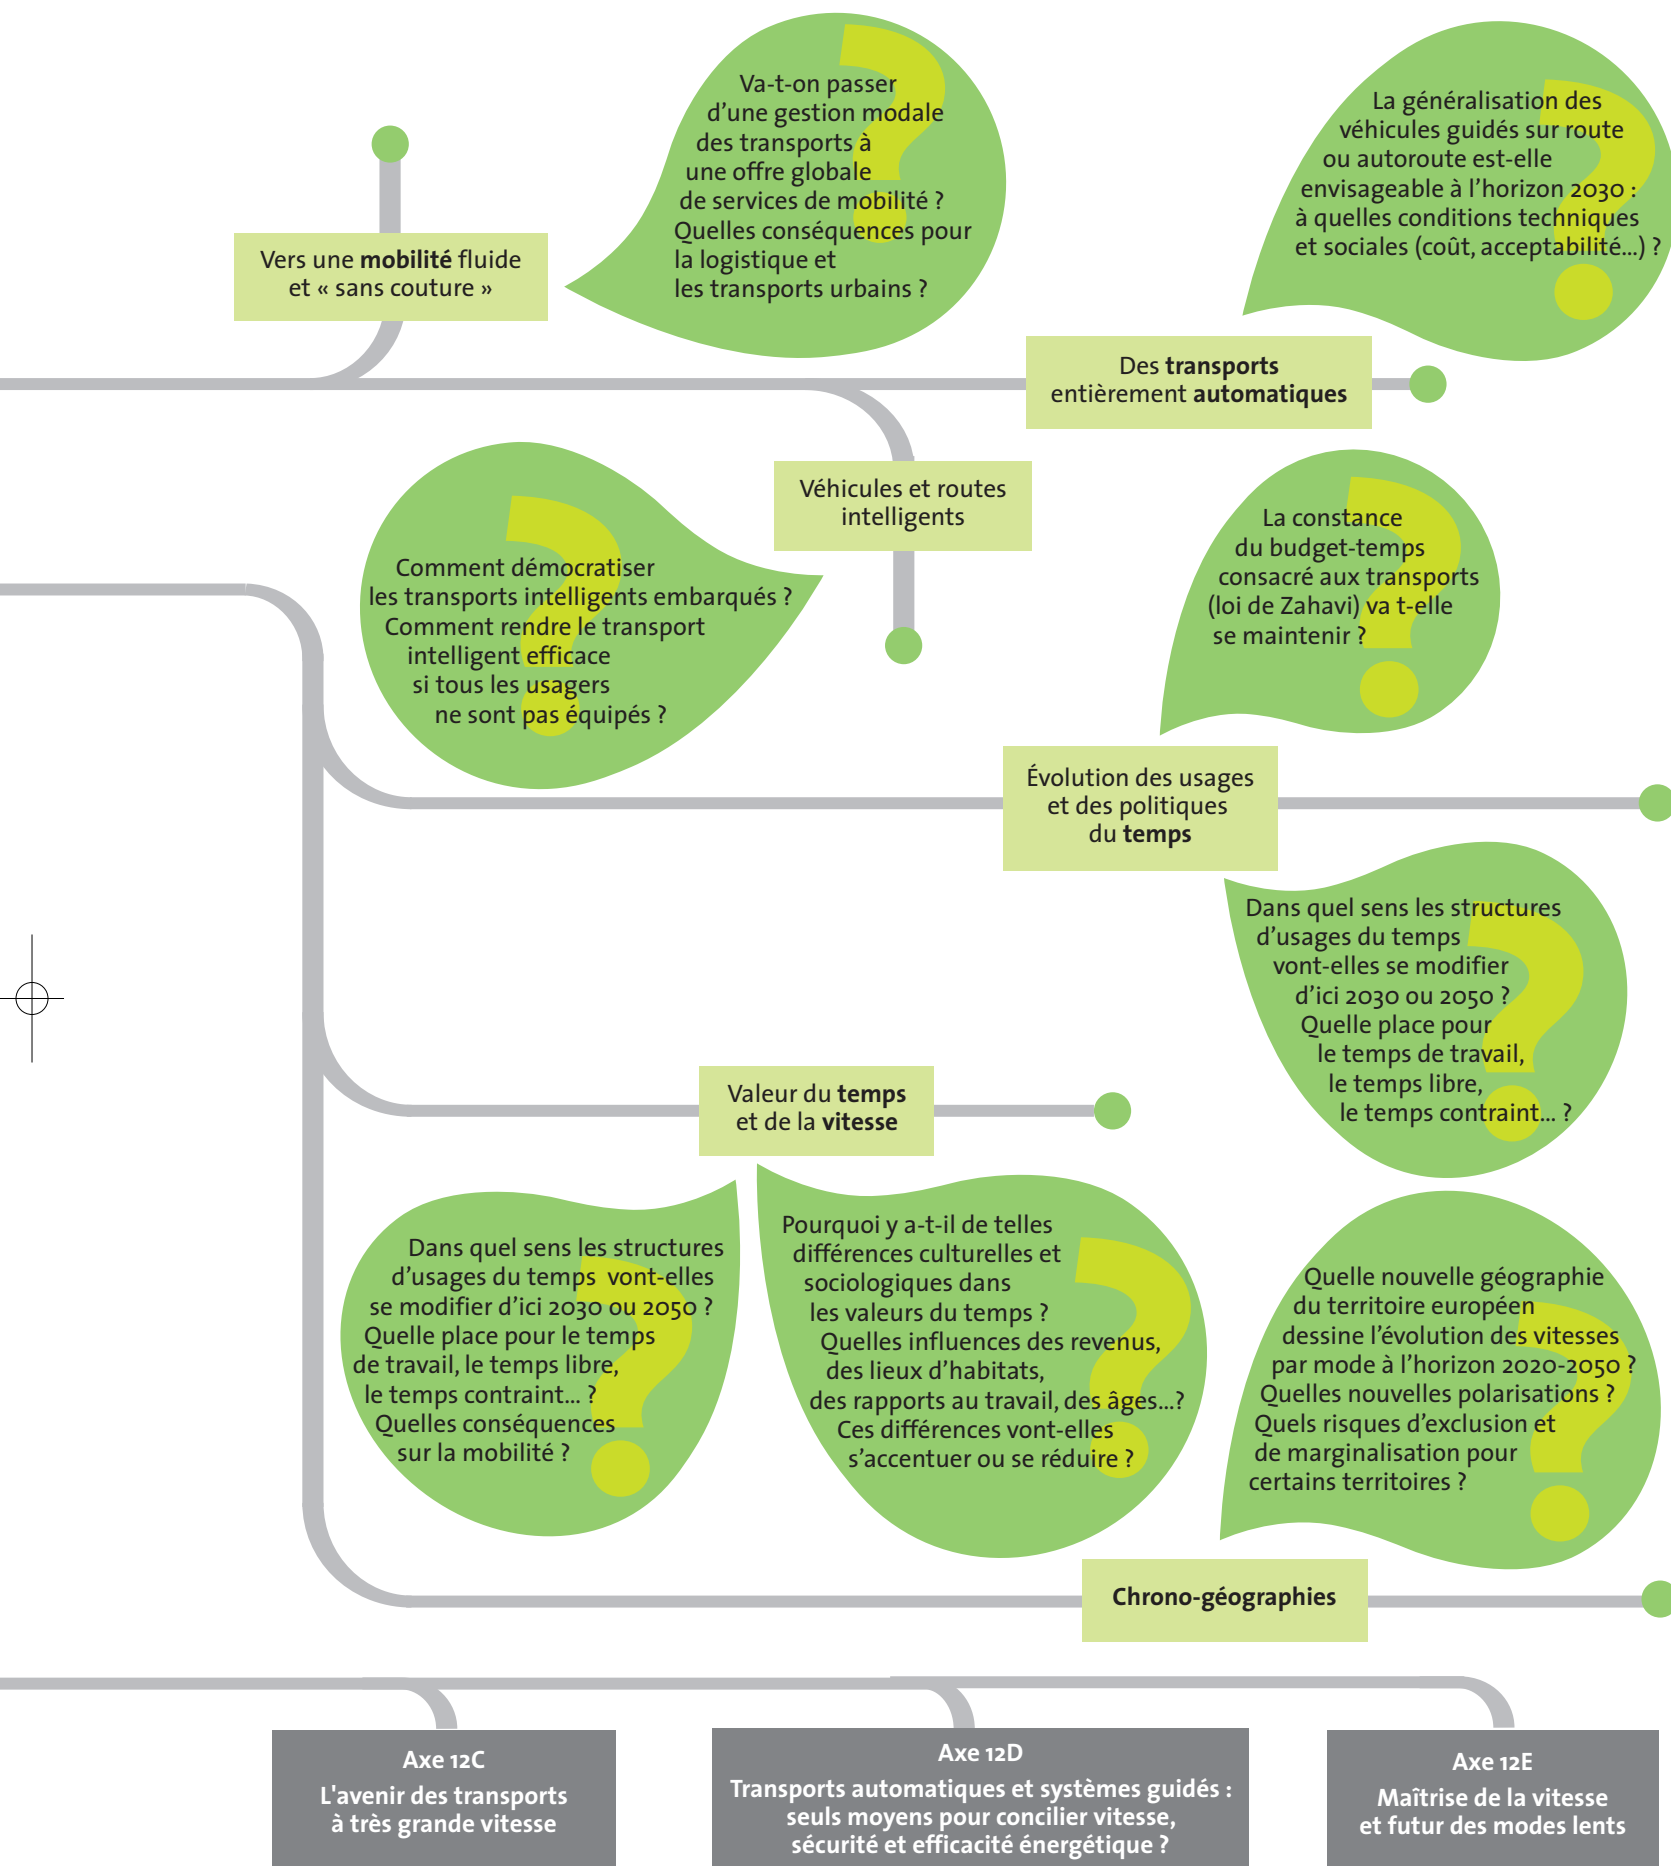 Va-t-on passer
d'une gestion modale
des transports à
une offre globale
de services de mobilité ?
Quelles conséquences pour
la logistique et
les transports urbains ?
La généralisation des
véhicules guidés sur route
ou autoroute est-elle
envisageable à l'horizon 2030 :
à quelles conditions techniques
et sociales (coût, acceptabilité...) ?
Vers une mobilité fluide
et « sans couture »
Des transports
entièrement automatiques
Véhicules et routes
intelligents
Comment démocratiser
les transports intelligents embarqués ?
Comment rendre le transport
intelligent efficace
si tous les usagers
ne sont pas équipés ?
La constance
du budget-temps
consacré aux transports
(loi de Zahavi) va t-elle
se maintenir ?
Évolution des usages
et des politiques
du temps
Dans quel sens les structures
d'usages du temps
vont-elles se modifier
d'ici 2030 ou 2050 ?
Quelle place pour
le temps de travail,
le temps libre,
le temps contraint... ?
Valeur du temps
et de la vitesse
Dans quel sens les structures
d'usages du temps vont-elles
se modifier d'ici 2030 ou 2050 ?
Quelle place pour le temps
de travail, le temps libre,
le temps contraint... ?
Quelles conséquences
sur la mobilité ?
Pourquoi y a-t-il de telles
différences culturelles et
sociologiques dans
les valeurs du temps ?
Quelles influences des revenus,
des lieux d'habitats,
des rapports au travail, des âges...?
Ces différences vont-elles
s'accentuer ou se réduire ?
Quelle nouvelle géographie
du territoire européen
dessine l'évolution des vitesses
par mode à l'horizon 2020-2050 ?
Quelles nouvelles polarisations ?
Quels risques d'exclusion et
de marginalisation pour
certains territoires ?
Chrono-géographies
Axe 12C
L'avenir des transports
à très grande vitesse
Axe 12D
Transports automatiques et systèmes guidés :
seuls moyens pour concilier vitesse,
sécurité et efficacité énergétique ?
Axe 12E
Maîtrise de la vitesse
et futur des modes lents